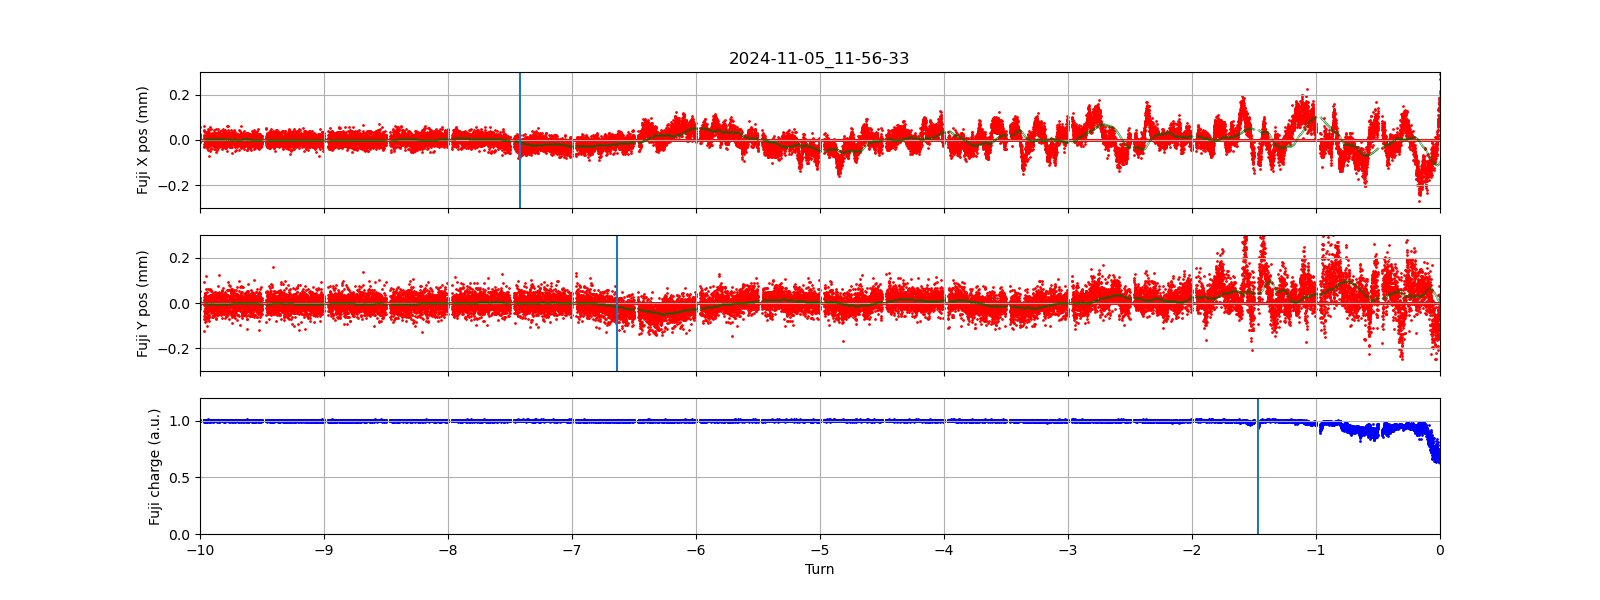 2024-11-05_11-56-33
Fuji X pos (mm)
0.2
0.0
−0.2
Fuji Y pos (mm)
0.2
0.0
−0.2
Fuji charge (a.u.)
1.0
0.5
0.0
−10 −9 −8 −7 −6 −5 −4 −3 −2 −1 0
Turn